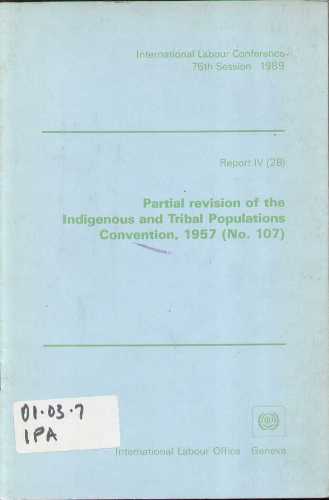 International Labour Conference
76th Session 1989
Report IV (2B)
Partial revision of the
Indigenous and Tribal Populations
Convention, 1957 (No. 107)
01.03.7
IPA
International Labour Office Geneva